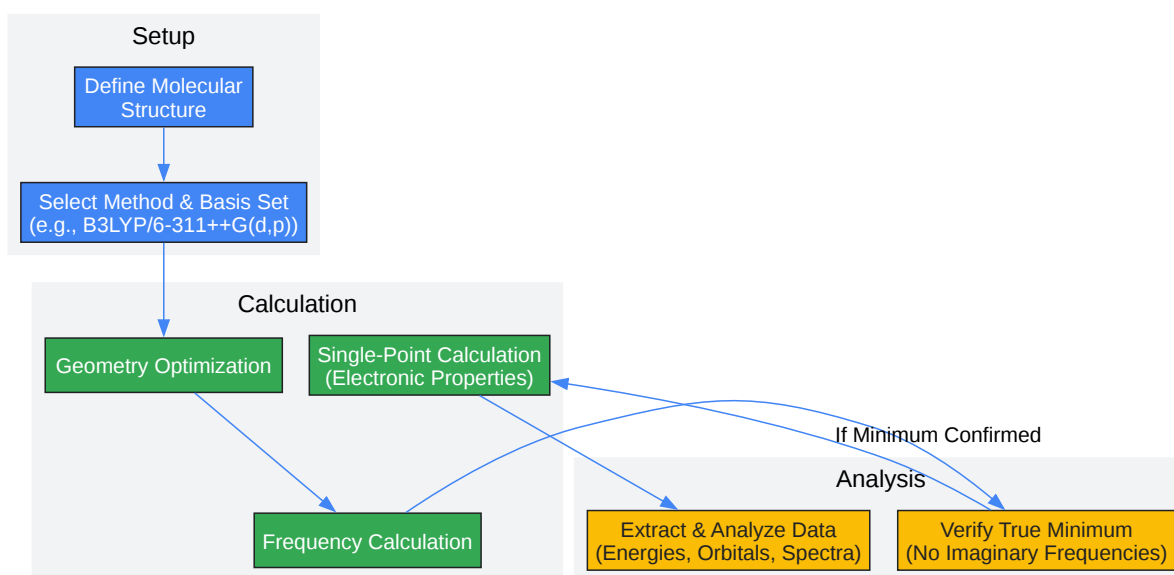 Setup
Define Molecular
Structure
Select Method & Basis Set
(e.g., B3LYP/6-311++G(d,p))
Calculation
Geometry Optimization
Single-Point Calculation
(Electronic Properties)
Frequency Calculation
If Minimum Confirmed
Analysis
Extract & Analyze Data
(Energies, Orbitals, Spectra)
Verify True Minimum
(No Imaginary Frequencies)